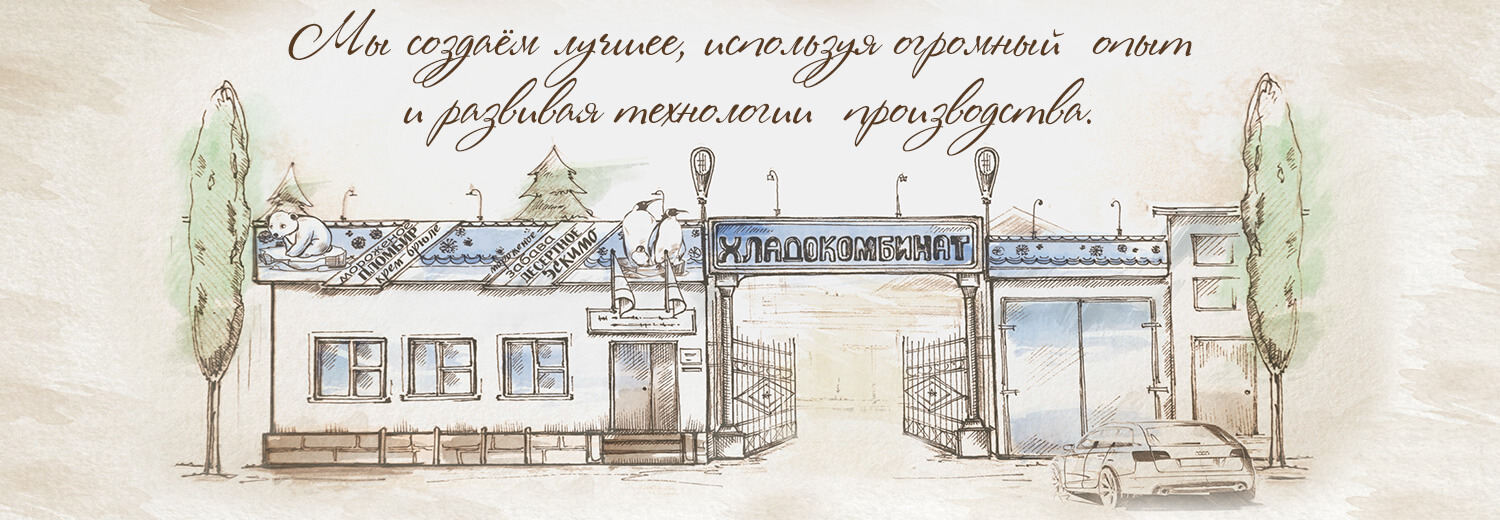 Мы создаём лучшее, используя огромный опыт
и развивая технологии производства.
мороженое
ПЛОМБИР
крем-брюле
мороженое
ЗАБАВА
ДЕСЕРТНОЕ
ЭСКИМО
ХЛАДОКОМБИНАТ